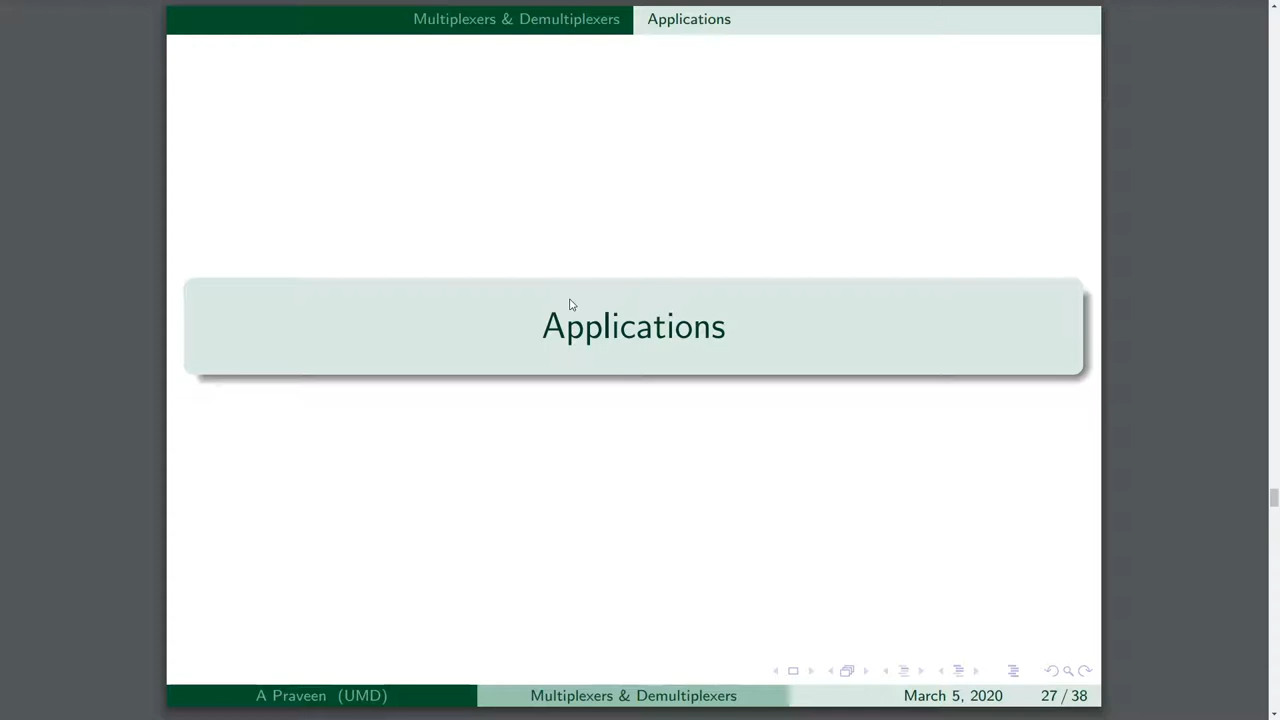 Multiplexers & Demultiplexers Applications
Applications
A Praveen (UMD) Multiplexers & Demultiplexers March 5, 2020 27 / 38